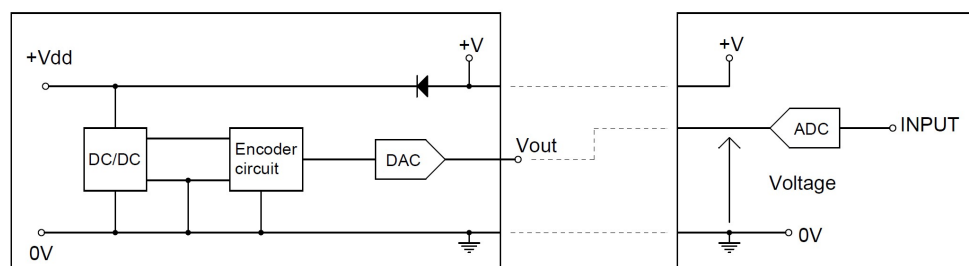 +Vdd
+V
DC/DC
Encoder
circuit
DAC
Vout
0V
+V
ADC
INPUT
Voltage
0V